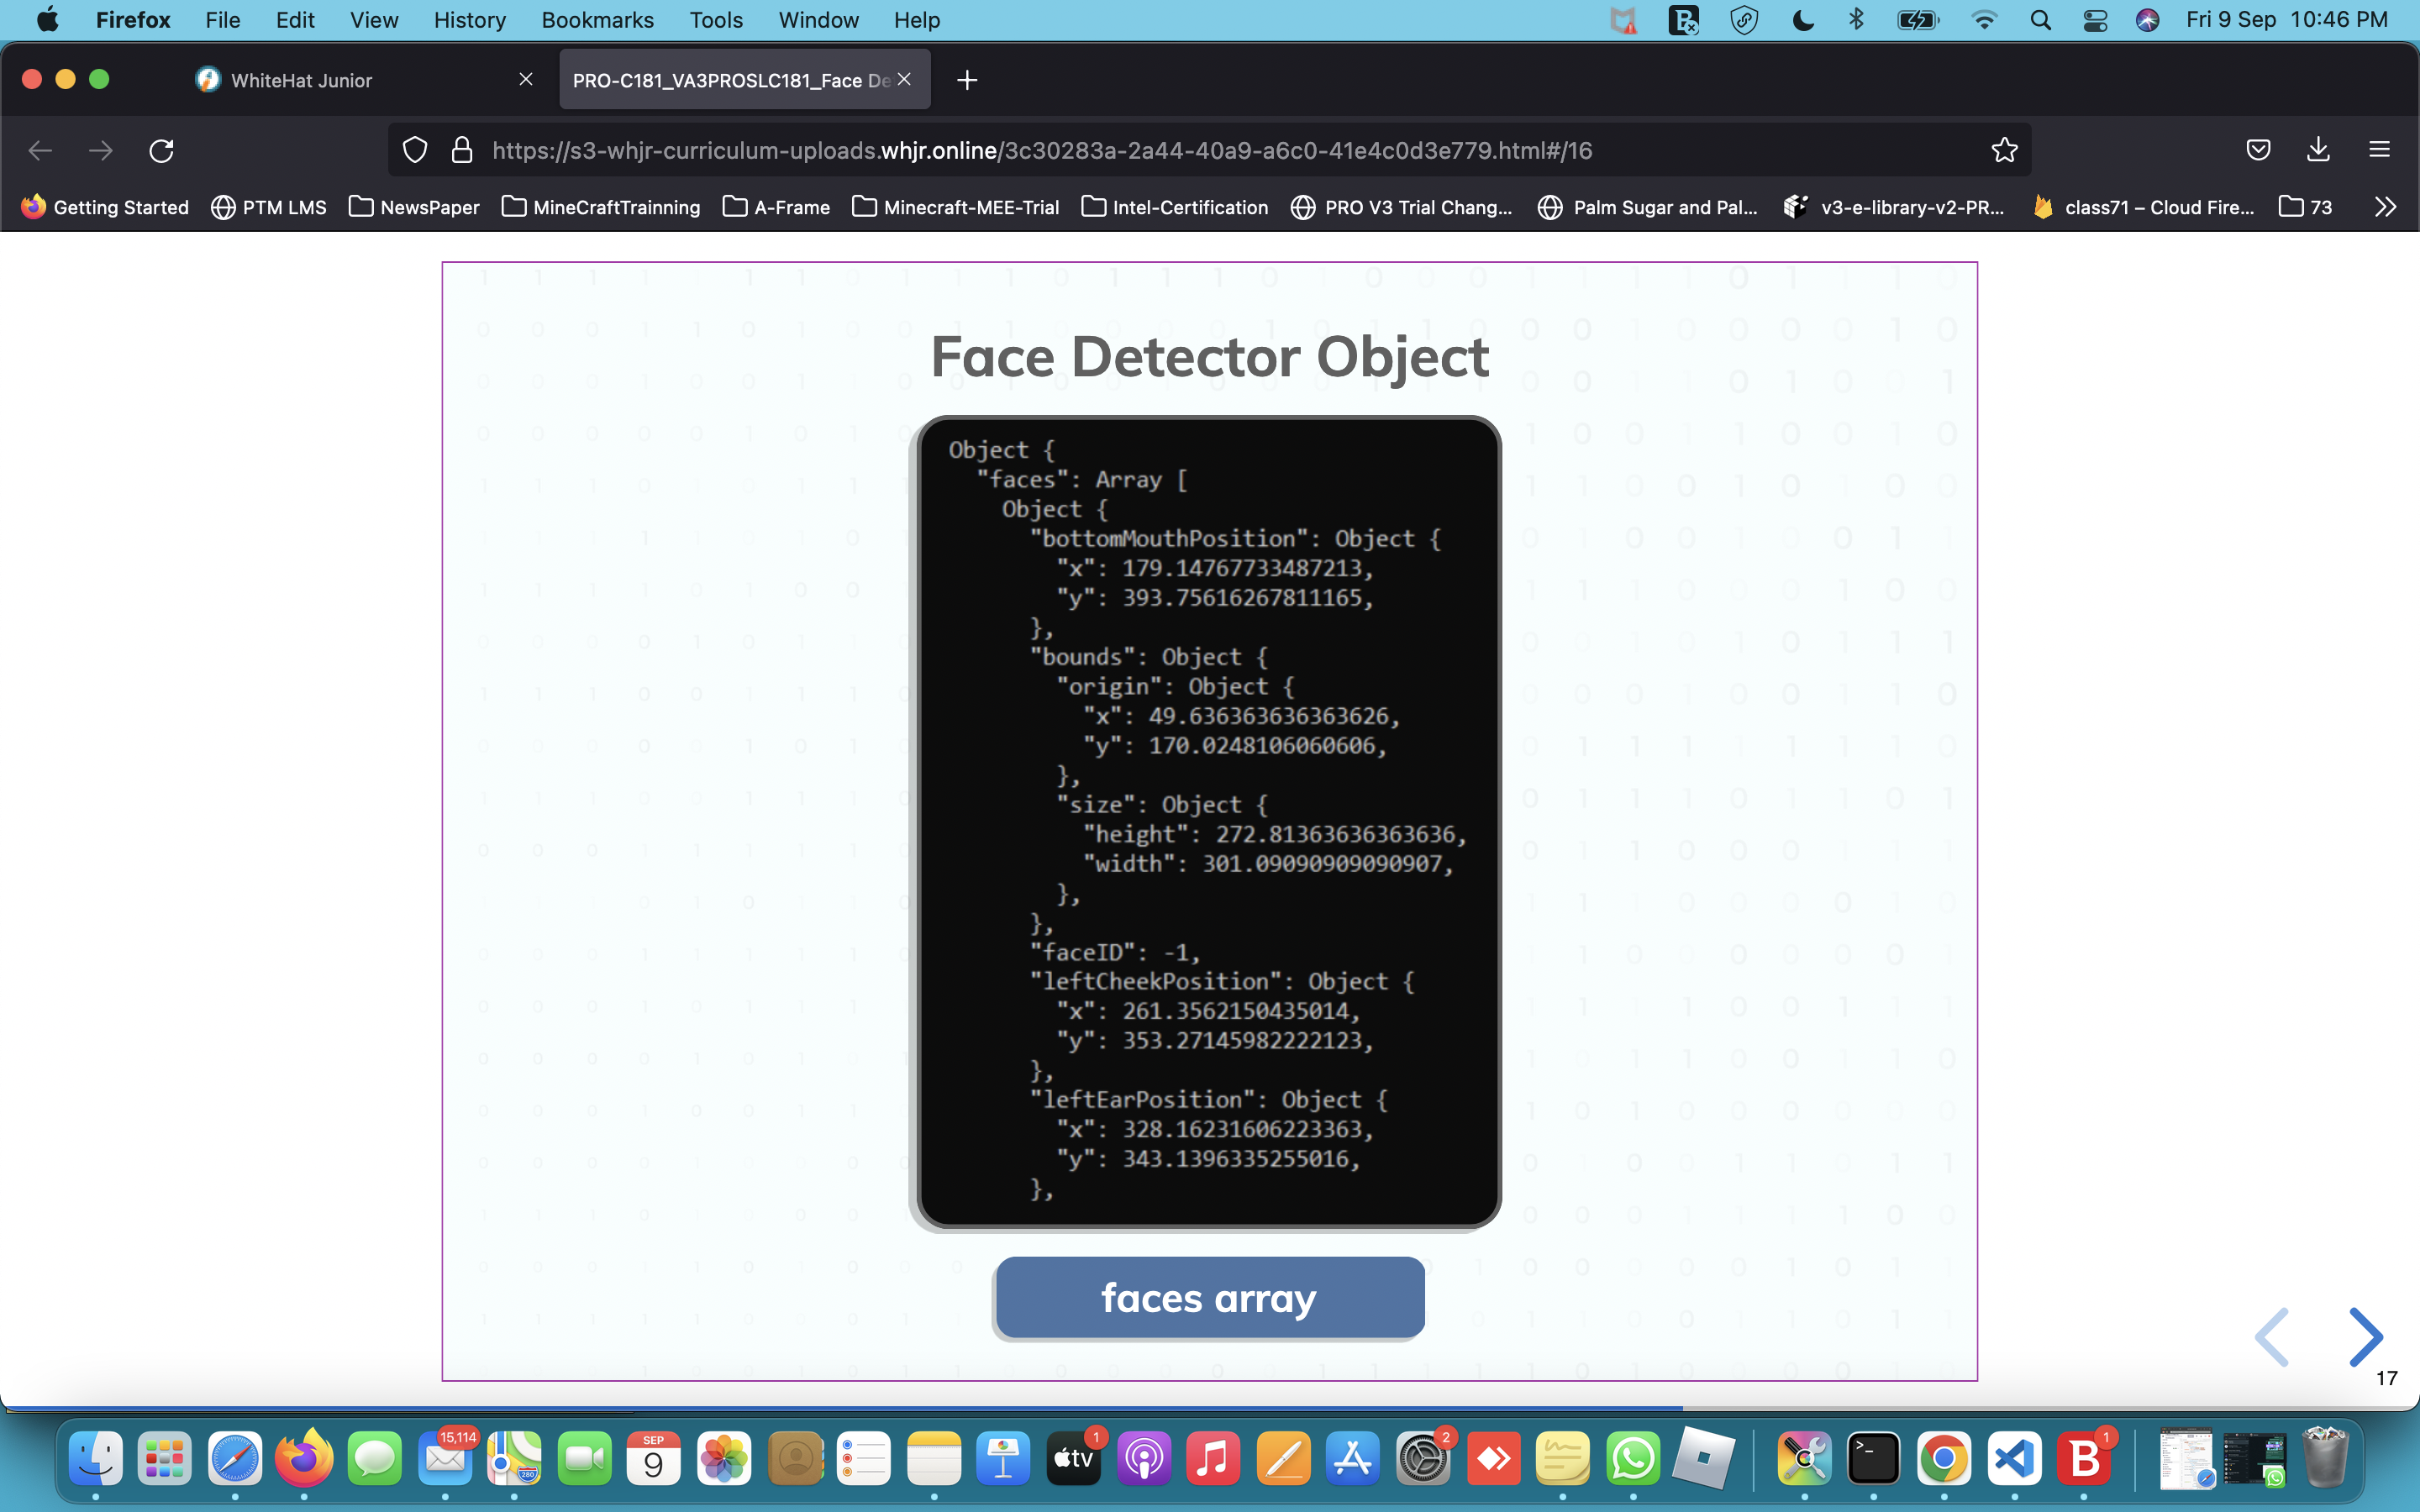 Firefox File Edit View History Bookmarks Tools Window Help Fri 9 Sep 10:46 PM
WhiteHat Junior PRO-C181_VA3PROSLC181_Face De
https://s3-whjr-curriculum-uploads.whjr.online/3c30283a-2a44-40a9-a6c0-41e4c0d3e779.html#/16
Getting Started PTM LMS NewsPaper MineCraftTrainning A-Frame Minecraft-MEE-Trial Intel-Certification PRO V3 Trial Chang... Palm Sugar and Pal... v3-e-library-v2-PR... class71 – Cloud Fire... 73
Face Detector Object
Object {
"faces": Array [
Object {
"bottomMouthPosition": Object {
"x": 179.14767733487213,
"y": 393.75616267811165,
},
"bounds": Object {
"origin": Object {
"x": 49.636363636363626,
"y": 170.0248106060606,
},
"size": Object {
"height": 272.81363636363636,
"width": 301.09090909090907,
},
},
"faceID": -1,
"leftCheekPosition": Object {
"x": 261.3562150435014,
"y": 353.27145982222123,
},
"leftEarPosition": Object {
"x": 328.16231606223363,
"y": 343.1396335255016,
},
faces array
17
15,114
280
SEP
9
tv
1
2
>_
B
1